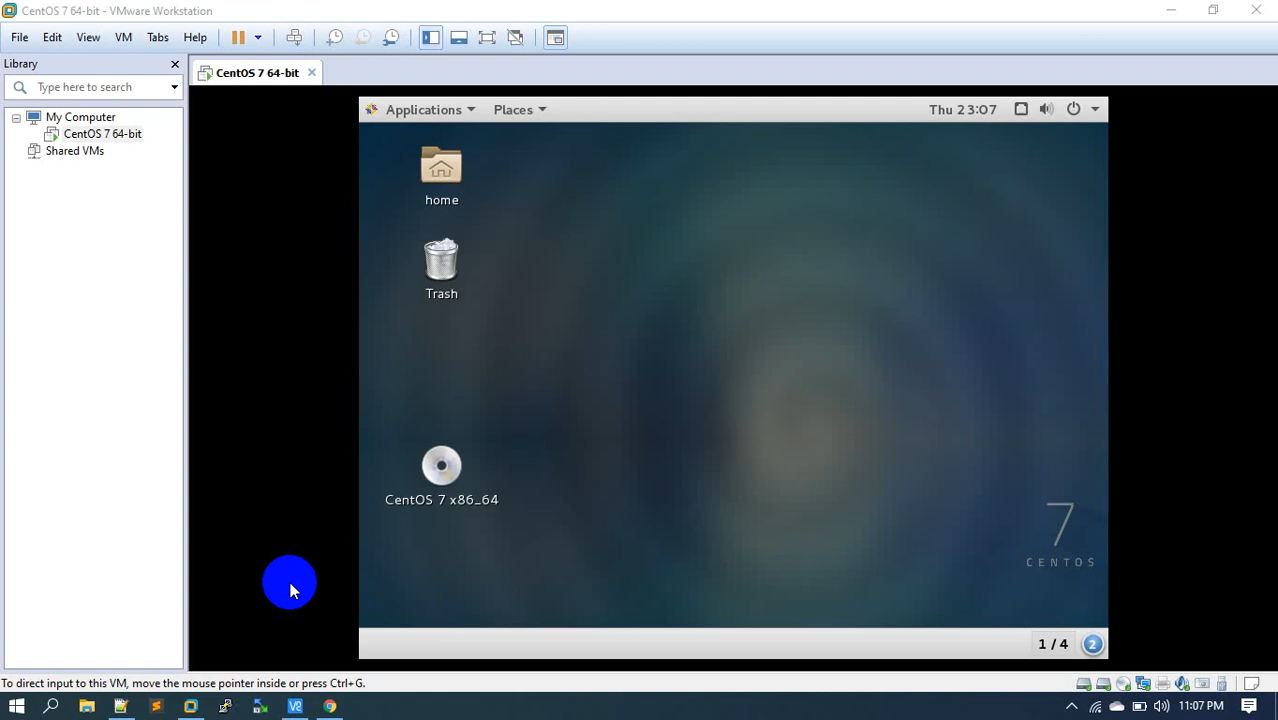 CentOS 7 64-bit - VMware Workstation
File Edit View VM Tabs Help
Library
Type here to search
My Computer
CentOS 7 64-bit
Shared VMs
CentOS 7 64-bit
Applications Places Thu 23:07
home
Trash
CentOS 7 x86_64
7
CENTOS
1 / 4 2
To direct input to this VM, move the mouse pointer inside or press Ctrl+G.
11:07 PM